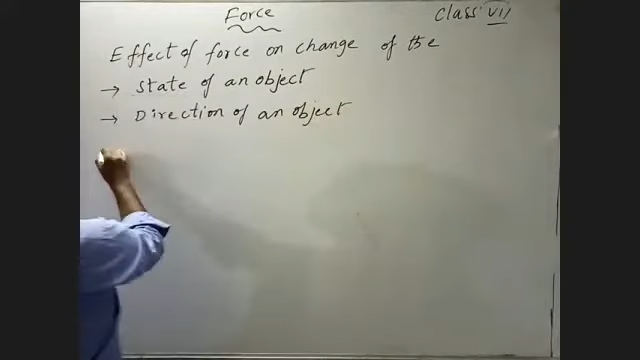 Force
Class VII
Effect of force on change of the
→ State of an object
→ Direction of an object